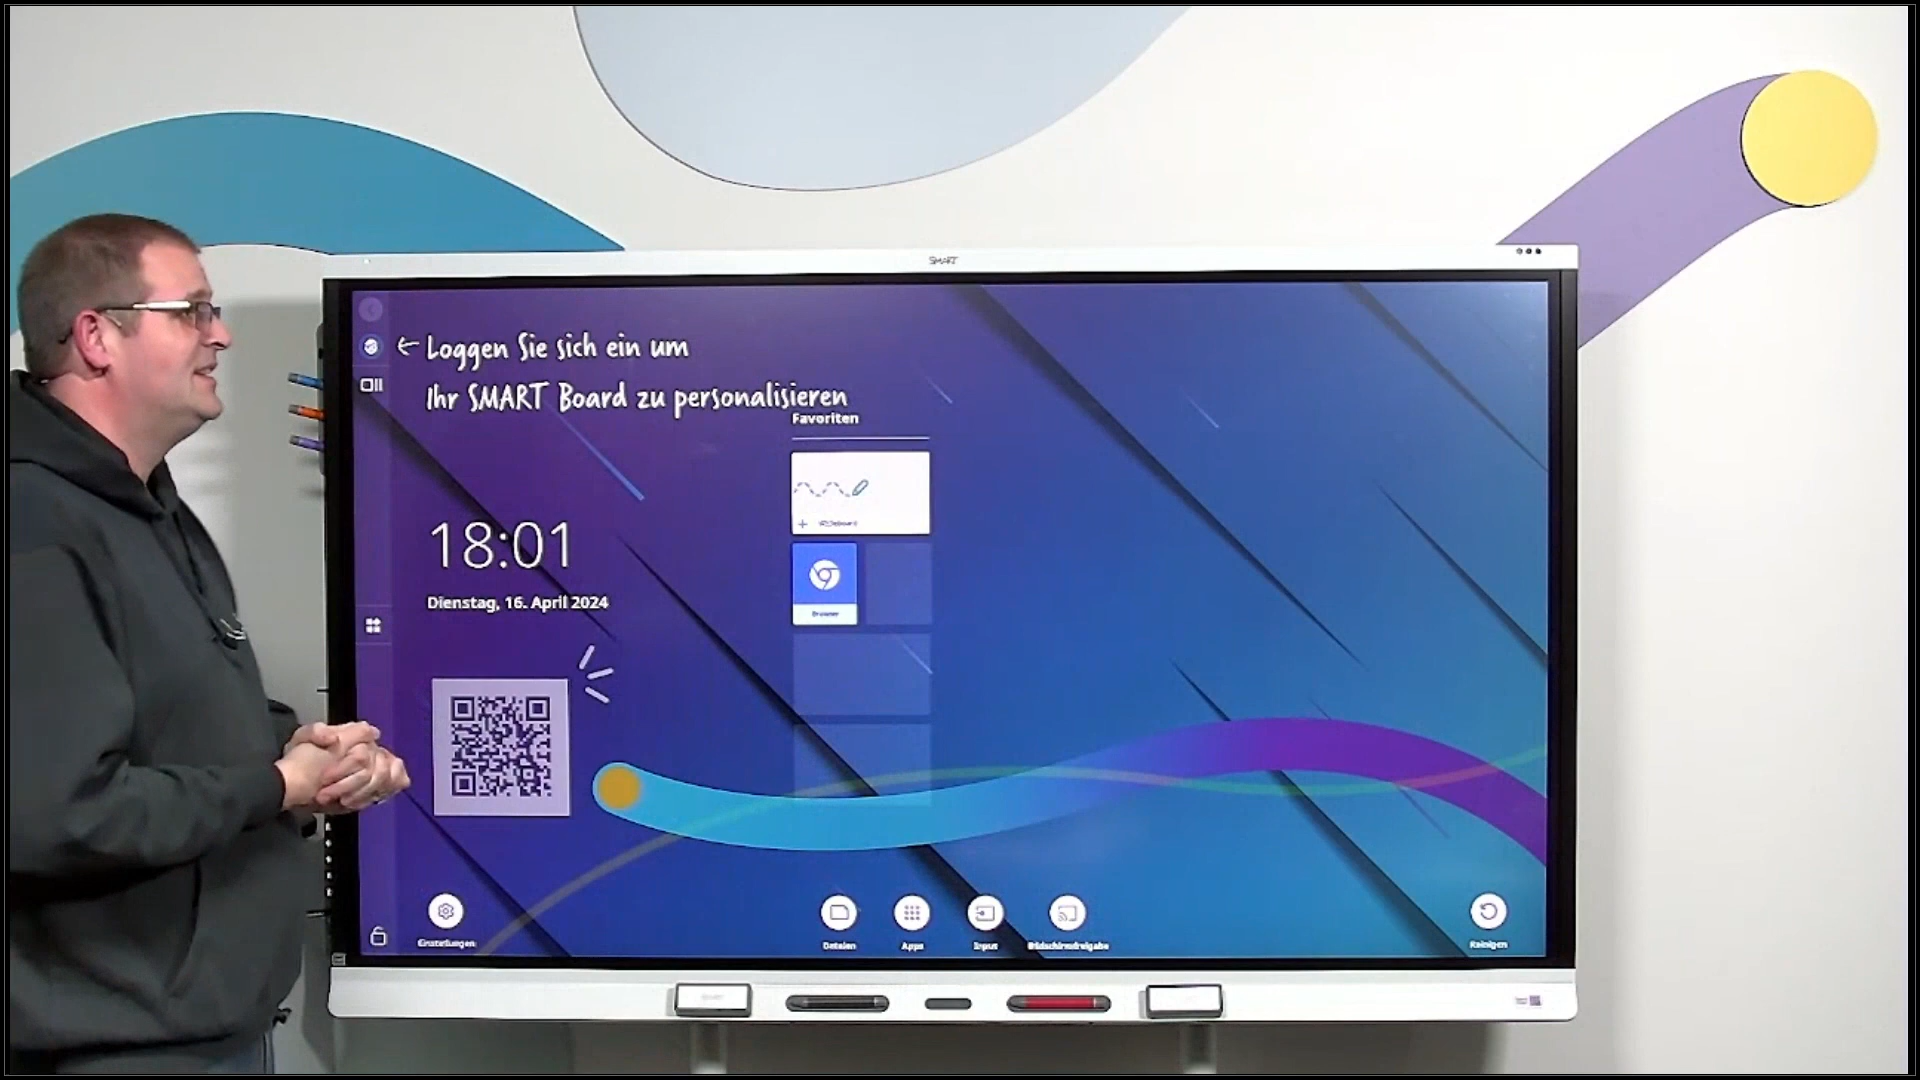 SMART
Loggen Sie sich ein um
Ihr SMART Board zu personalisieren
Favoriten
Whiteboard
Browser
18:01
Dienstag, 16. April 2024
Einstellungen
Dateien
Apps
Input
Bildschirmfreigabe
Reinigen